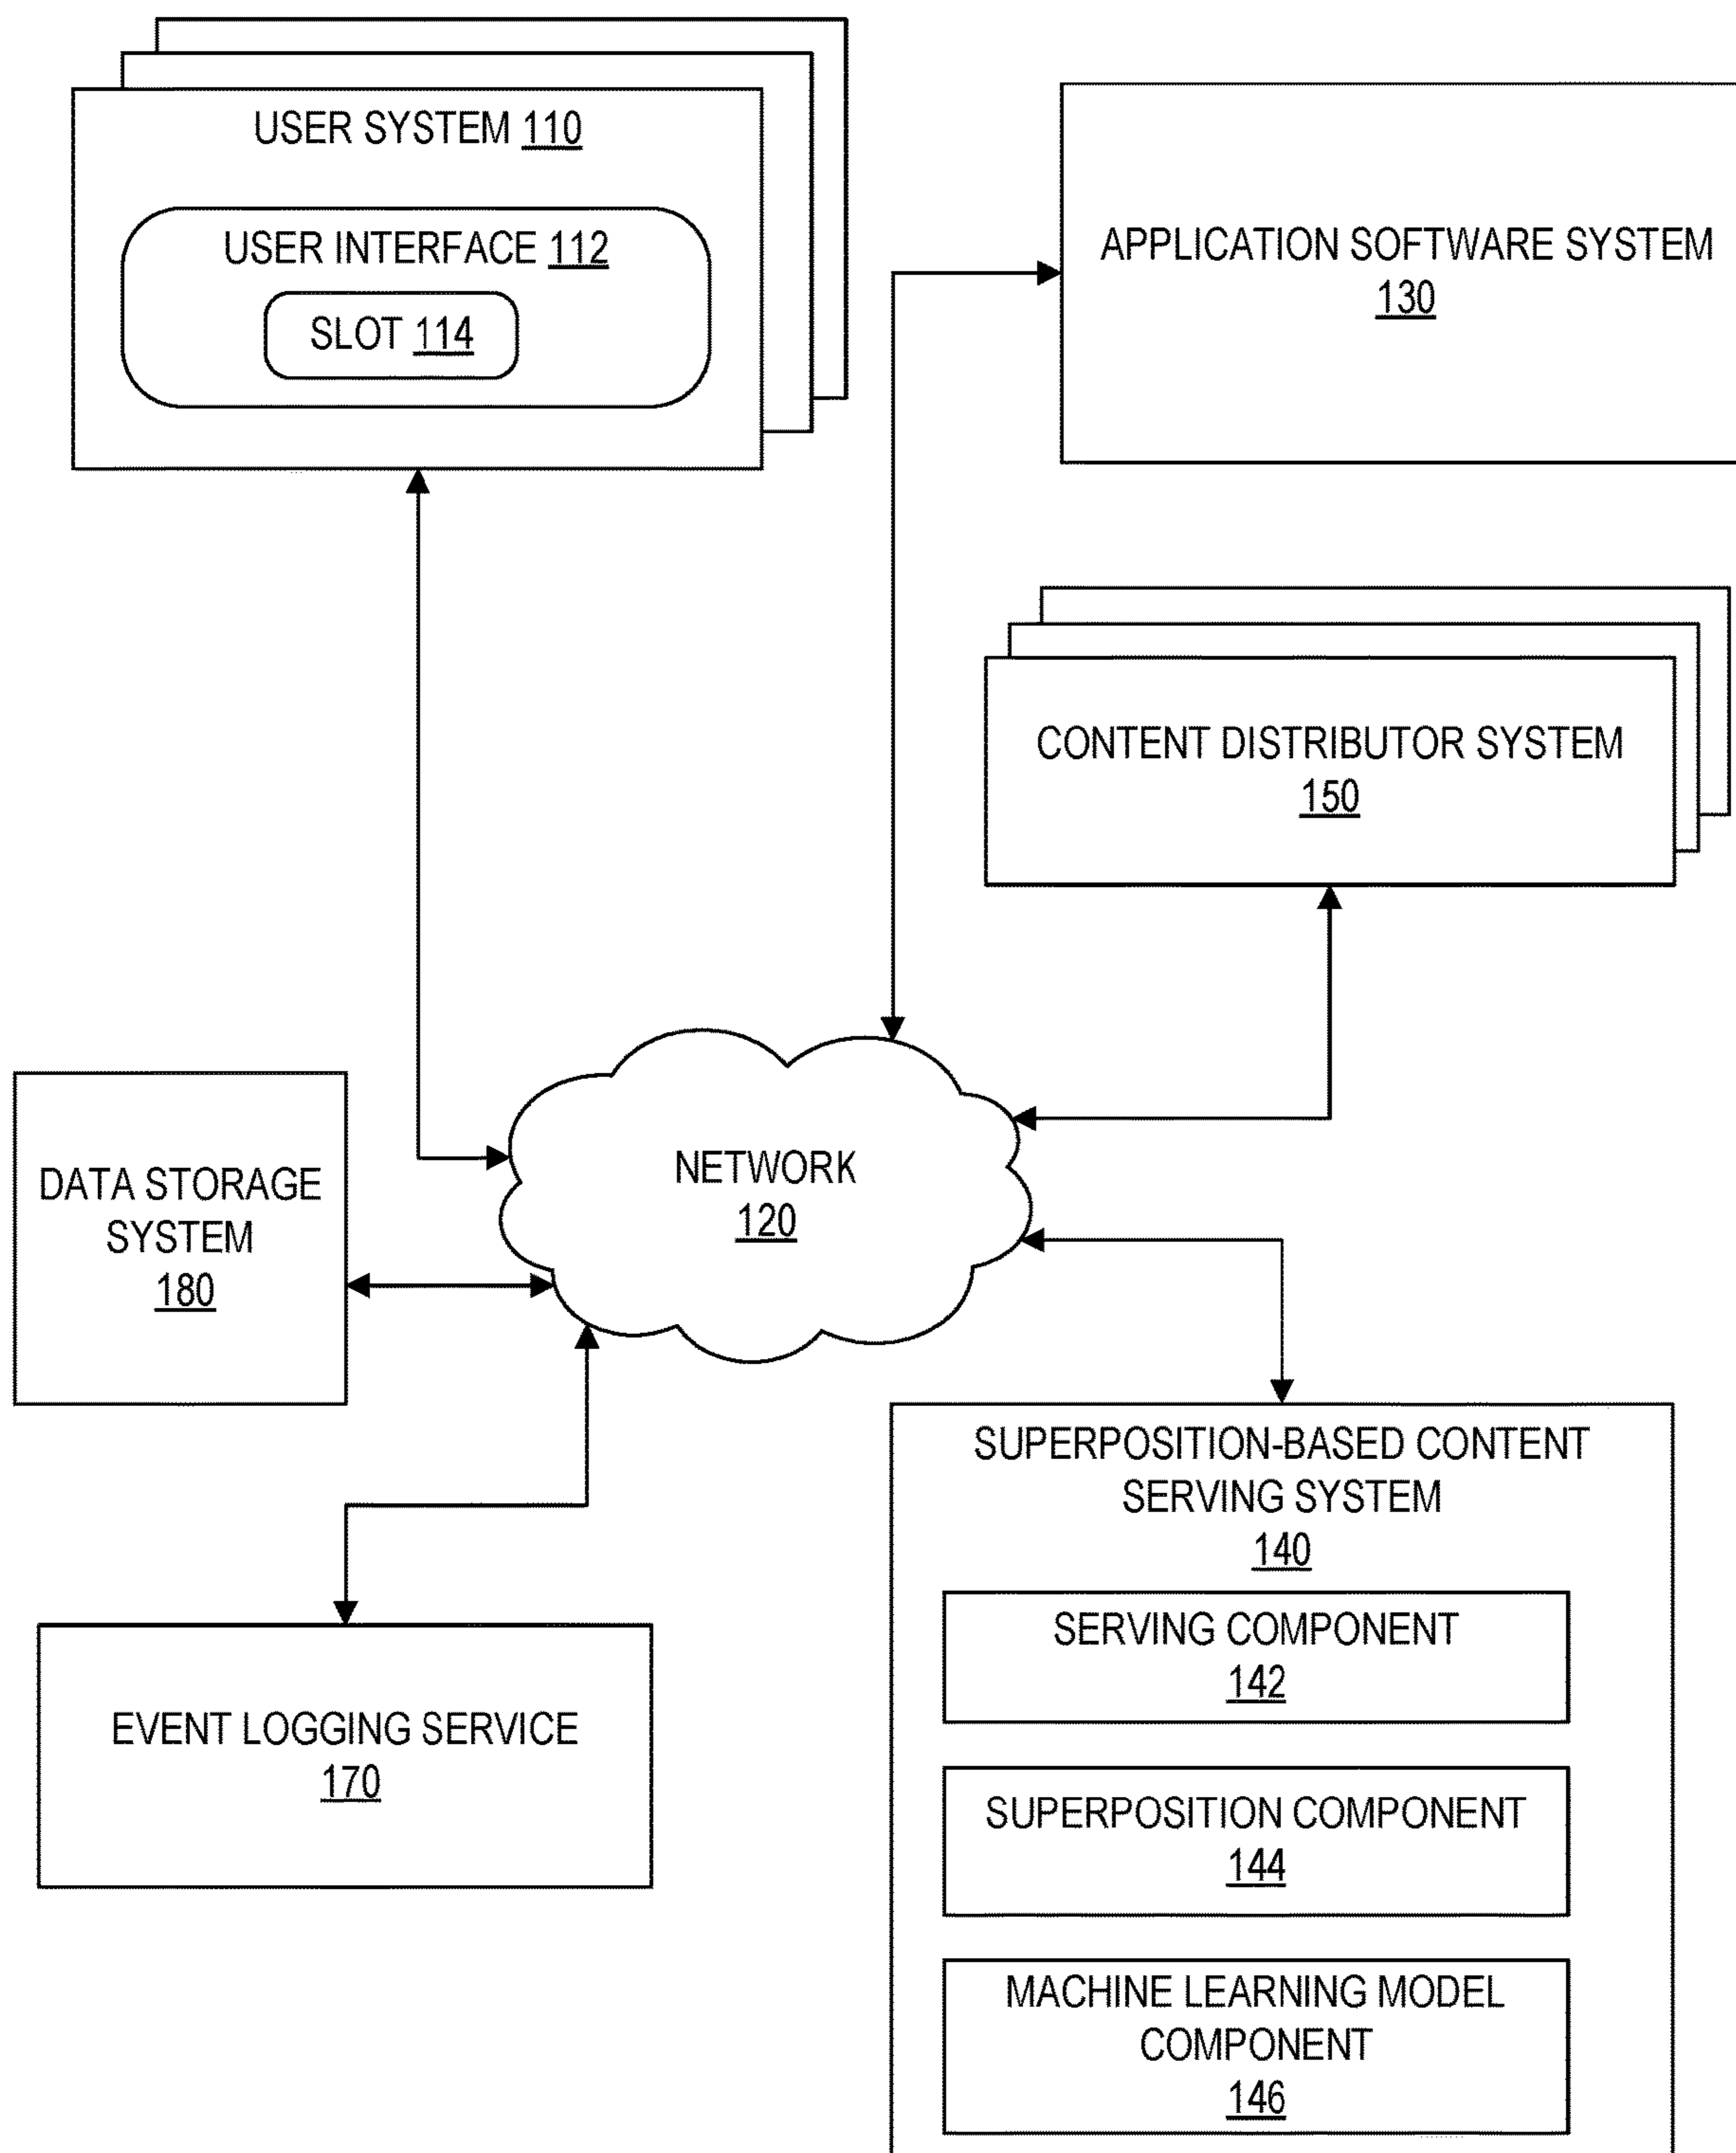 USER SYSTEM 110
USER INTERFACE 112
SLOT 114
APPLICATION SOFTWARE SYSTEM
130
CONTENT DISTRIBUTOR SYSTEM
150
NETWORK
120
DATA STORAGE
SYSTEM
180
SUPERPOSITION-BASED CONTENT
SERVING SYSTEM
140
SERVING COMPONENT
142
SUPERPOSITION COMPONENT
144
MACHINE LEARNING MODEL
COMPONENT
146
EVENT LOGGING SERVICE
170